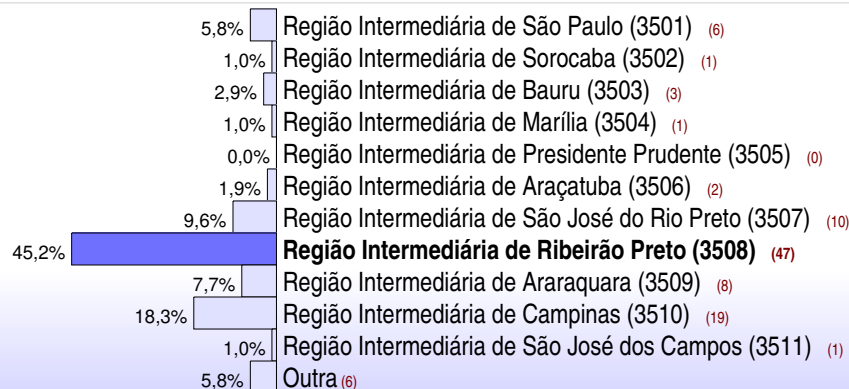 5,8% Região Intermediária de São Paulo (3501) (6)
1,0% Região Intermediária de Sorocaba (3502) (1)
2,9% Região Intermediária de Bauru (3503) (3)
1,0% Região Intermediária de Marília (3504) (1)
0,0% Região Intermediária de Presidente Prudente (3505) (0)
1,9% Região Intermediária de Araçatuba (3506) (2)
9,6% Região Intermediária de São José do Rio Preto (3507) (10)
45,2% Região Intermediária de Ribeirão Preto (3508) (47)
7,7% Região Intermediária de Araraquara (3509) (8)
18,3% Região Intermediária de Campinas (3510) (19)
1,0% Região Intermediária de São José dos Campos (3511) (1)
5,8% Outra (6)